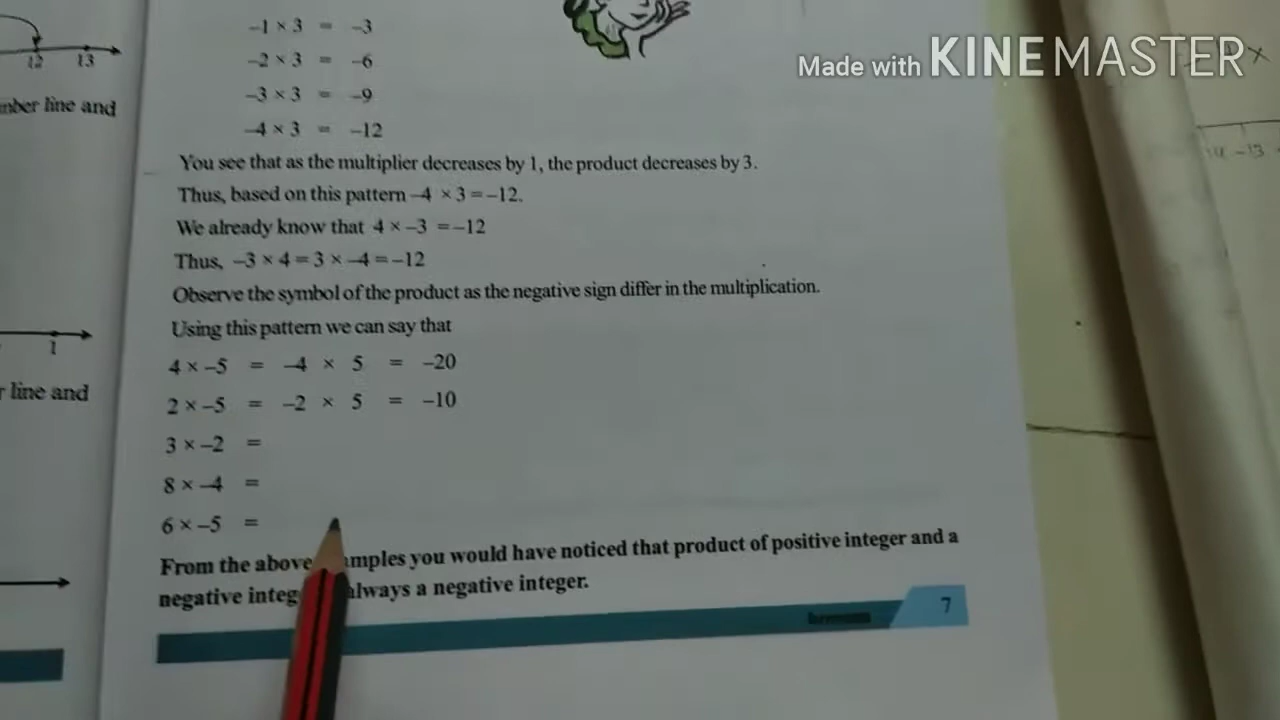 12 13
nber line and
1
line and
-1 × 3 = -3
-2 × 3 = -6
-3 × 3 = -9
-4 × 3 = -12
You see that as the multiplier decreases by 1, the product decreases by 3.
Thus, based on this pattern -4 × 3 = -12.
We already know that 4 × -3 = -12
Thus, -3 × 4 = 3 × -4 = -12
Observe the symbol of the product as the negative sign differ in the multiplication.
Using this pattern we can say that
4 × -5 = -4 × 5 = -20
2 × -5 = -2 × 5 = -10
3 × -2 =
8 × -4 =
6 × -5 =
From the above amples you would have noticed that product of positive integer and a
negative integ always a negative integer.
7
Made with KINEMASTER
-13